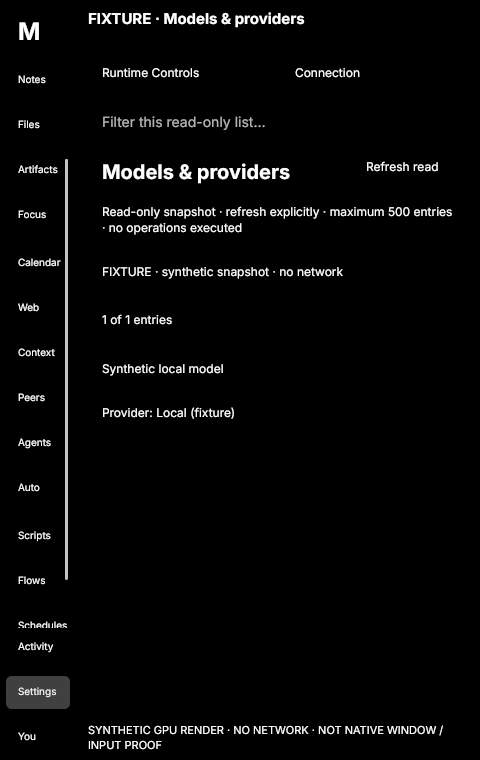 M
FIXTURE · Models & providers
Notes
Files
Artifacts
Focus
Calendar
Web
Context
Peers
Agents
Auto
Scripts
Flows
Schedules
Activity
Settings
You
Runtime Controls
Connection
Filter this read-only list...
Models & providers
Refresh read
Read-only snapshot · refresh explicitly · maximum 500 entries
· no operations executed
FIXTURE · synthetic snapshot · no network
1 of 1 entries
Synthetic local model
Provider: Local (fixture)
SYNTHETIC GPU RENDER · NO NETWORK · NOT NATIVE WINDOW /
INPUT PROOF